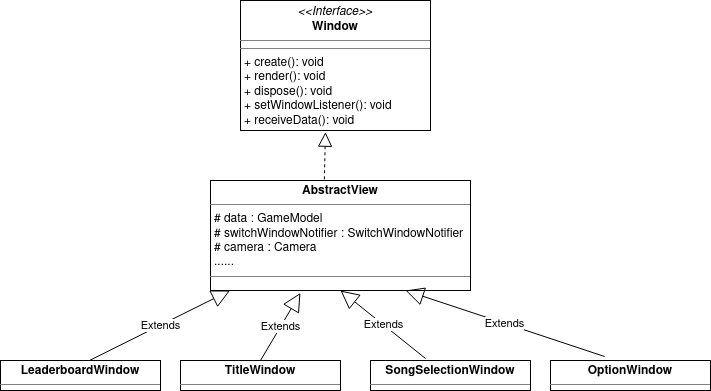 <<Interface>>
Window
+ create(): void
+ render(): void
+ dispose(): void
+ setWindowListener(): void
+ receiveData(): void
AbstractView
# data : GameModel
# switchWindowNotifier : SwitchWindowNotifier
# camera : Camera
......
Extends
Extends
Extends
Extends
LeaderboardWindow
TitleWindow
SongSelectionWindow
OptionWindow